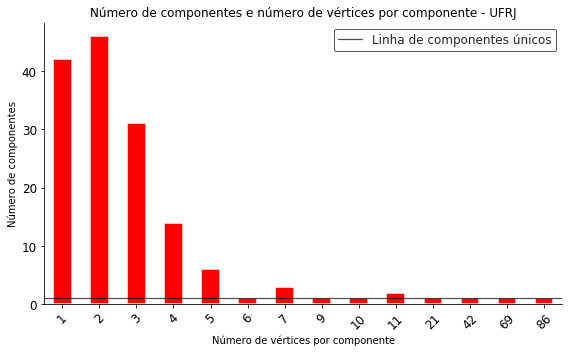 Número de componentes e número de vértices por componente - UFRJ
Linha de componentes únicos
Número de componentes
40
30
20
10
0
1 2 3 4 5 6 7 9 10 11 21 42 69 86
Número de vértices por componente